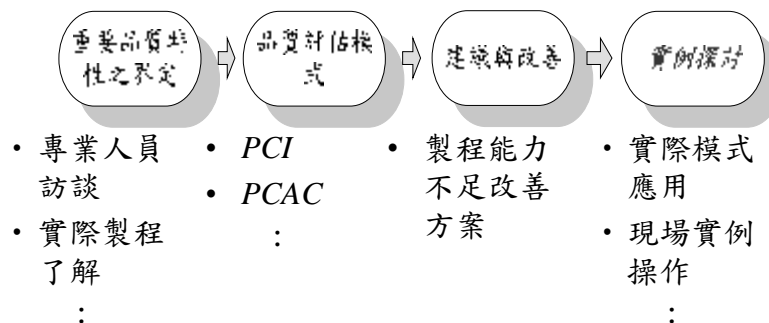 重要品質特
性之界定
品質評估模
式
建議與改善
實例探討
• 專業人員
訪談
• 實際製程
了解
：
• PCI
• PCAC
：
• 製程能力
不足改善
方案
• 實際模式
應用
• 現場實例
操作
：